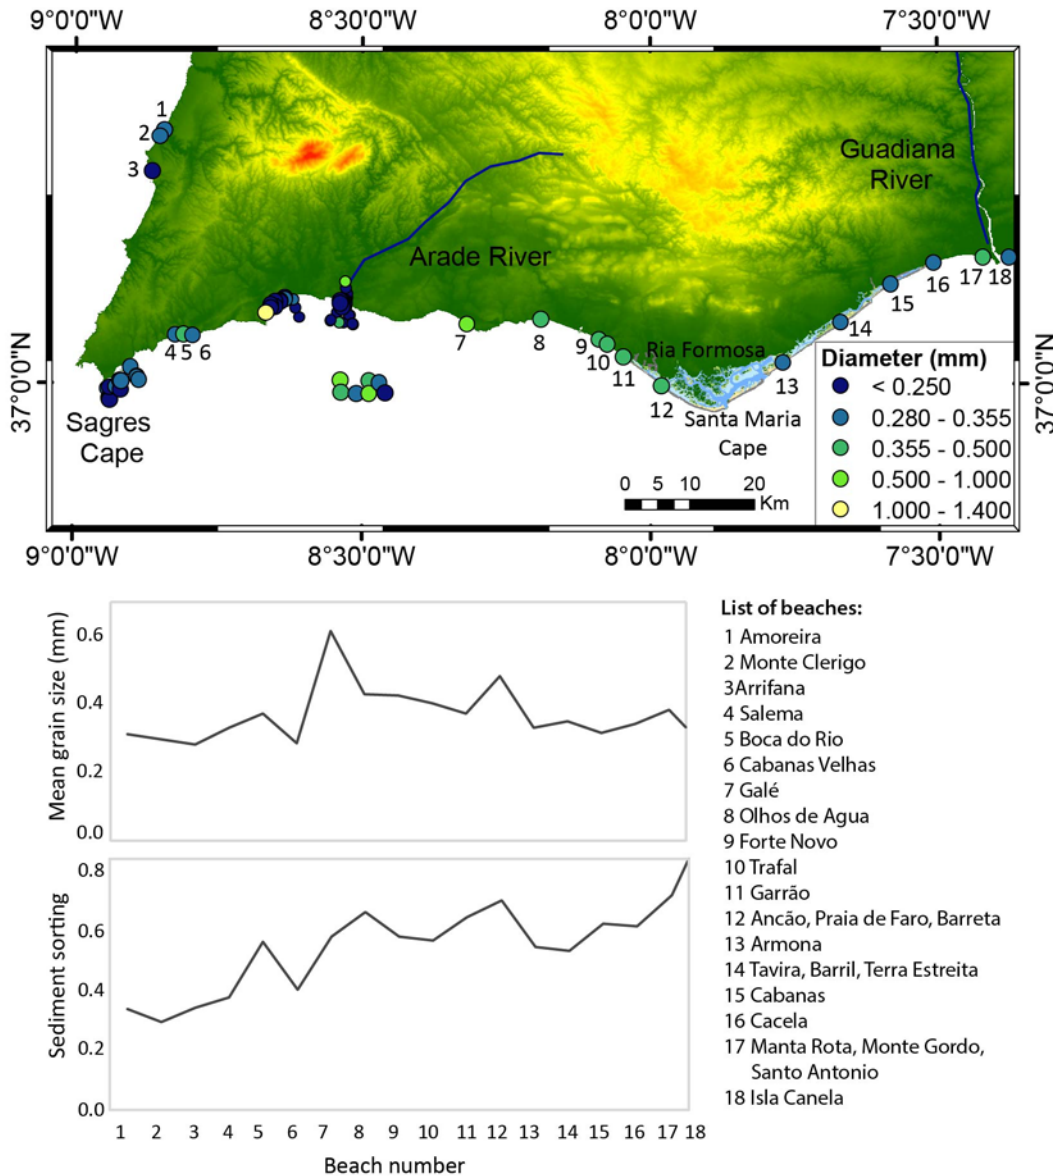 9°0'0"W 8°30'0"W 8°0'0"W 7°30'0"W
1
2
3
Guadiana
River
Arade River
4 5 6
7
8
9
10
11
12
Ria Formosa
13
14
15
16
17 18
37°0'0"N
37°0'0"N
Sagres
Cape
Santa Maria
Cape
Diameter (mm)
< 0.250
0.280 - 0.355
0.355 - 0.500
0.500 - 1.000
1.000 - 1.400
0 5 10 20
Km
9°0'0"W 8°30'0"W 8°0'0"W 7°30'0"W
Mean grain size (mm)
0.6
0.4
0.2
0.0
Sediment sorting
0.8
0.6
0.4
0.2
0.0
1 2 3 4 5 6 7 8 9 10 11 12 13 14 15 16 17 18
Beach number
List of beaches:
1 Amoreira
2 Monte Clerigo
3Arrifana
4 Salema
5 Boca do Rio
6 Cabanas Velhas
7 Galé
8 Olhos de Agua
9 Forte Novo
10 Trafal
11 Garrão
12 Ancão, Praia de Faro, Barreta
13 Armona
14 Tavira, Barril, Terra Estreita
15 Cabanas
16 Cacela
17 Manta Rota, Monte Gordo,
Santo Antonio
18 Isla Canela